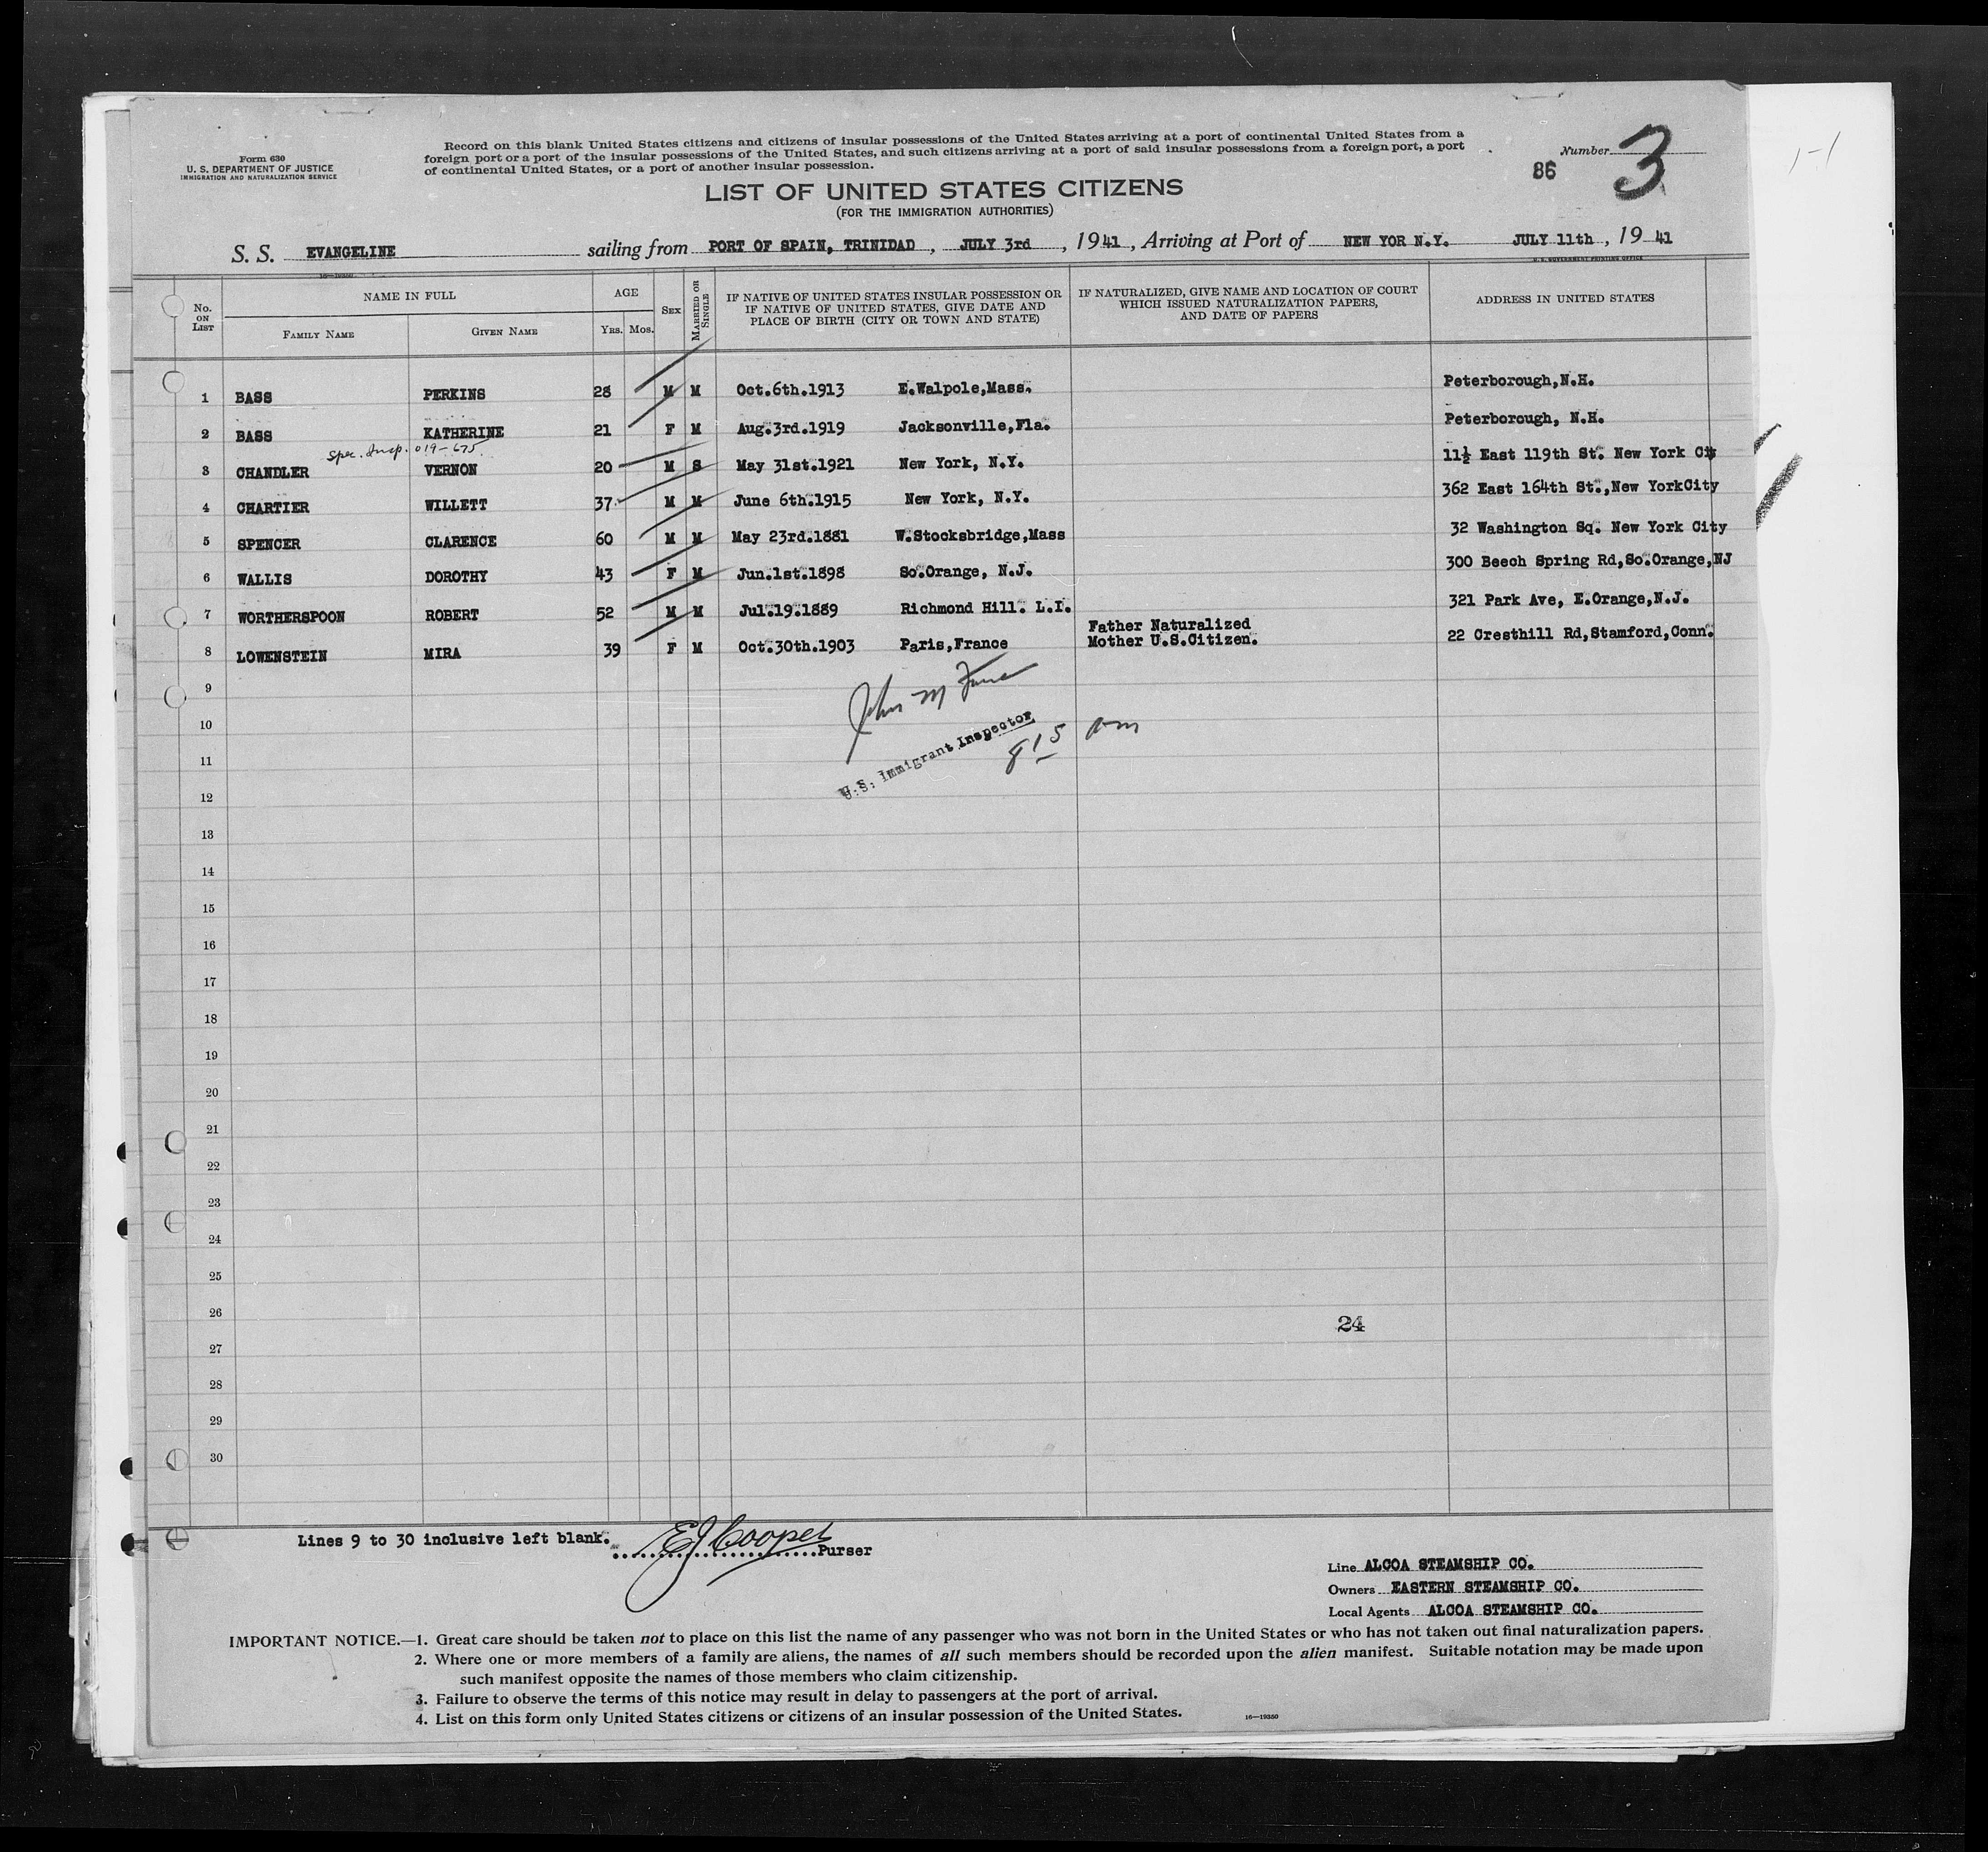 Form 630
U. S. DEPARTMENT OF JUSTICE
IMMIGRATION AND NATURALIZATION SERVICE
Record on this blank United States citizens and citizens of insular possessions of the United States arriving at a port of continental United States from a
foreign port or a port of the insular possessions of the United States, and such citizens arriving at a port of said insular possessions from a foreign port, a port
of continental United States, or a port of another insular possession.
Number 3
86
1-1
LIST OF UNITED STATES CITIZENS
(FOR THE IMMIGRATION AUTHORITIES)
S. S. EVANGELINE sailing from PORT OF SPAIN, TRINIDAD, JULY 3rd, 1941, Arriving at Port of NEW YOR N.Y. JULY 11th, 19 41
16—19350
U. S. GOVERNMENT PRINTING OFFICE
No. ON LIST
NAME IN FULL
FAMILY NAME
GIVEN NAME
AGE
YRS. MOS.
SEX
MARRIED OR SINGLE
IF NATIVE OF UNITED STATES INSULAR POSSESSION OR
IF NATIVE OF UNITED STATES, GIVE DATE AND
PLACE OF BIRTH (CITY OR TOWN AND STATE)
IF NATURALIZED, GIVE NAME AND LOCATION OF COURT
WHICH ISSUED NATURALIZATION PAPERS,
AND DATE OF PAPERS
ADDRESS IN UNITED STATES
1 BASS PERKINS 28 M M Oct.6th.1913 E.Walpole,Mass. Peterborough,N.H.
2 BASS KATHERINE 21 F M Aug.3rd.1919 Jacksonville,Fla. Peterborough, N.H.
Spec. Insp. 019-675
3 CHANDLER VERNON 20 M S May 31st.1921 New York, N.Y. 11½ East 119th St. New York Cit
4 CHARTIER WILLETT 37 M M June 6th.1915 New York, N.Y. 362 East 164th St.,New YorkCity
5 SPENCER CLARENCE 60 M M May 23rd.1881 W.Stocksbridge,Mass 32 Washington Sq. New York City
6 WALLIS DOROTHY 43 F M Jun.1st.1898 So.Orange, N.J. 300 Beech Spring Rd,So.Orange,NJ
7 WORTHERSPOON ROBERT 52 M M Jul.19.1889 Richmond Hill. L.I. 321 Park Ave, E.Orange,N.J.
8 LOWENSTEIN MIRA 39 F M Oct.30th.1903 Paris,France Father Naturalized
Mother U.S.Citizen. 22 Cresthill Rd,Stamford,Conn.
9
John M
10
U.S. Immigrant Inspector
815 am
11
12
13
14
15
16
17
18
19
20
21
22
23
24
25
26
24
27
28
29
30
Lines 9 to 30 inclusive left blank. EJ Cooper Purser
Line ALCOA STEAMSHIP CO.
Owners EASTERN STEAMSHIP CO.
Local Agents ALCOA STEAMSHIP CO.
IMPORTANT NOTICE.—1. Great care should be taken not to place on this list the name of any passenger who was not born in the United States or who has not taken out final naturalization papers.
2. Where one or more members of a family are aliens, the names of all such members should be recorded upon the alien manifest. Suitable notation may be made upon
such manifest opposite the names of those members who claim citizenship.
3. Failure to observe the terms of this notice may result in delay to passengers at the port of arrival.
4. List on this form only United States citizens or citizens of an insular possession of the United States.
16—19350